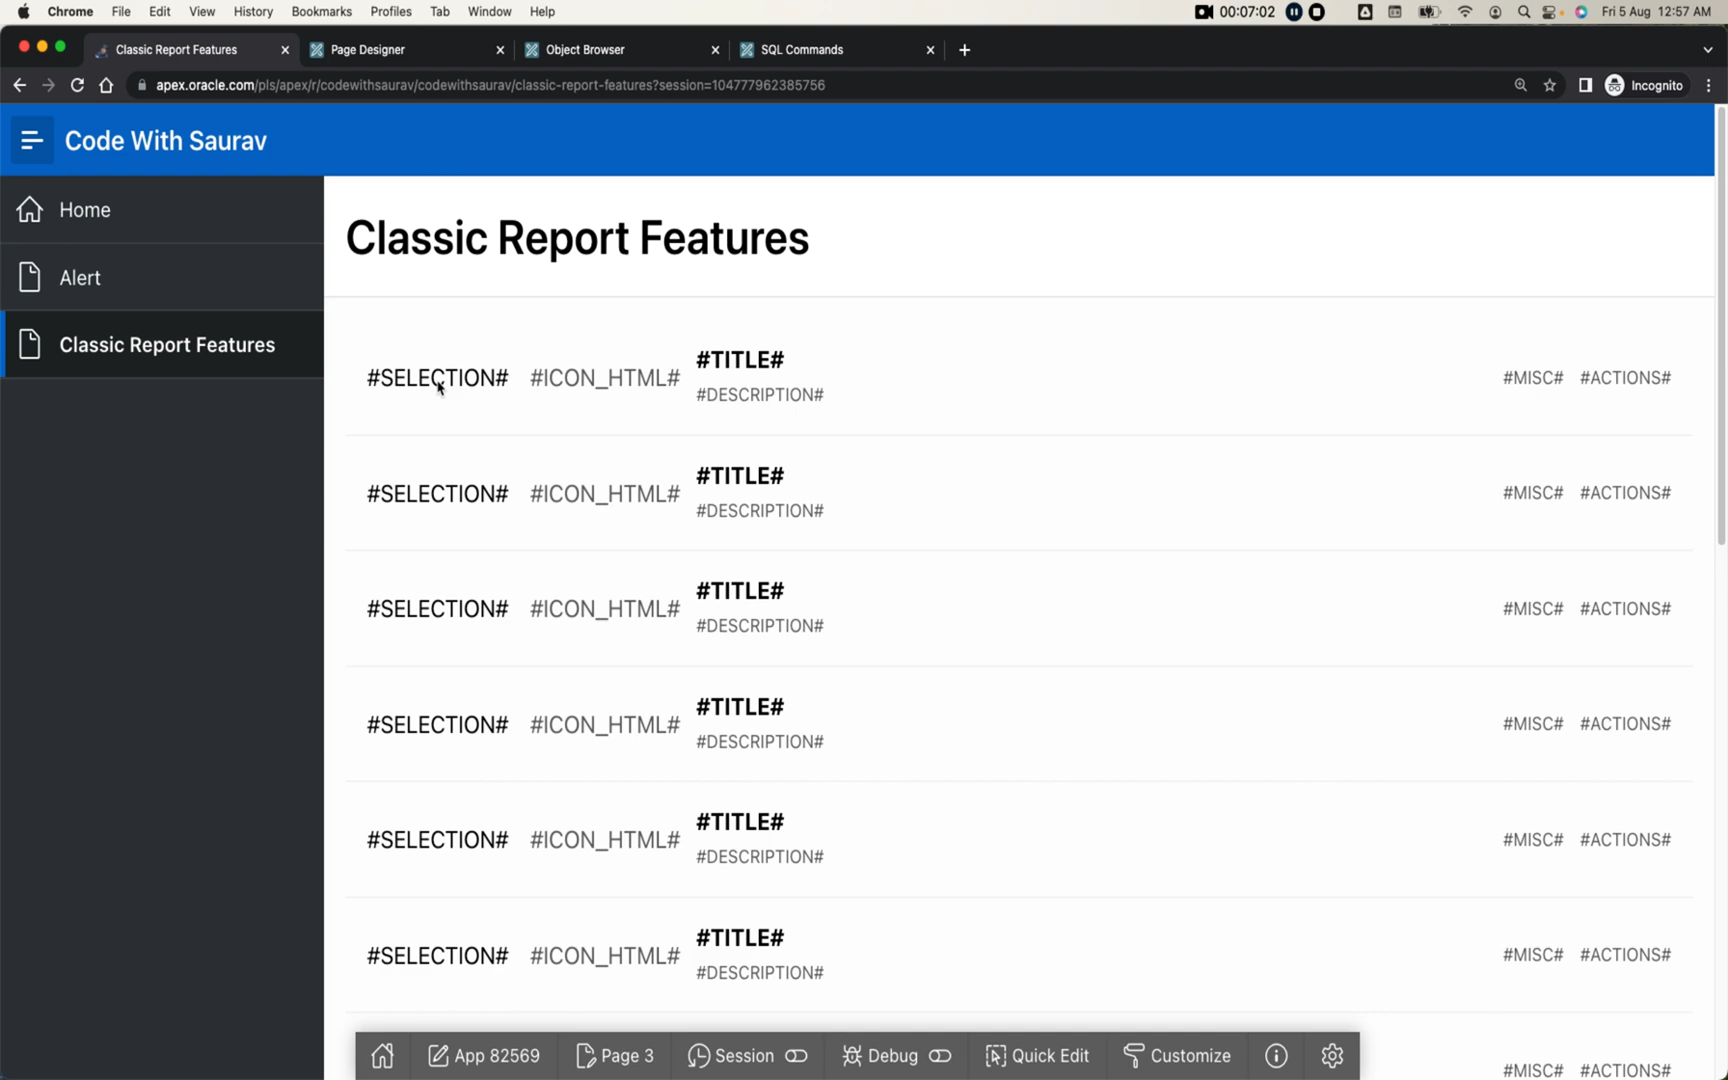 Chrome File Edit View History Bookmarks Profiles Tab Window Help 00:07:02 Fri 5 Aug 12:57 AM
Classic Report Features Page Designer Object Browser SQL Commands
apex.oracle.com/pls/apex/r/codewithsaurav/codewithsaurav/classic-report-features?session=104777962385756 Incognito
Code With Saurav
Home
Alert
Classic Report Features
Classic Report Features
#SELECTION# #ICON_HTML# #TITLE# #MISC# #ACTIONS#
#DESCRIPTION#
#SELECTION# #ICON_HTML# #TITLE# #MISC# #ACTIONS#
#DESCRIPTION#
#SELECTION# #ICON_HTML# #TITLE# #MISC# #ACTIONS#
#DESCRIPTION#
#SELECTION# #ICON_HTML# #TITLE# #MISC# #ACTIONS#
#DESCRIPTION#
#SELECTION# #ICON_HTML# #TITLE# #MISC# #ACTIONS#
#DESCRIPTION#
#SELECTION# #ICON_HTML# #TITLE# #MISC# #ACTIONS#
#DESCRIPTION#
#MISC# #ACTIONS#
App 82569 Page 3 Session Debug Quick Edit Customize